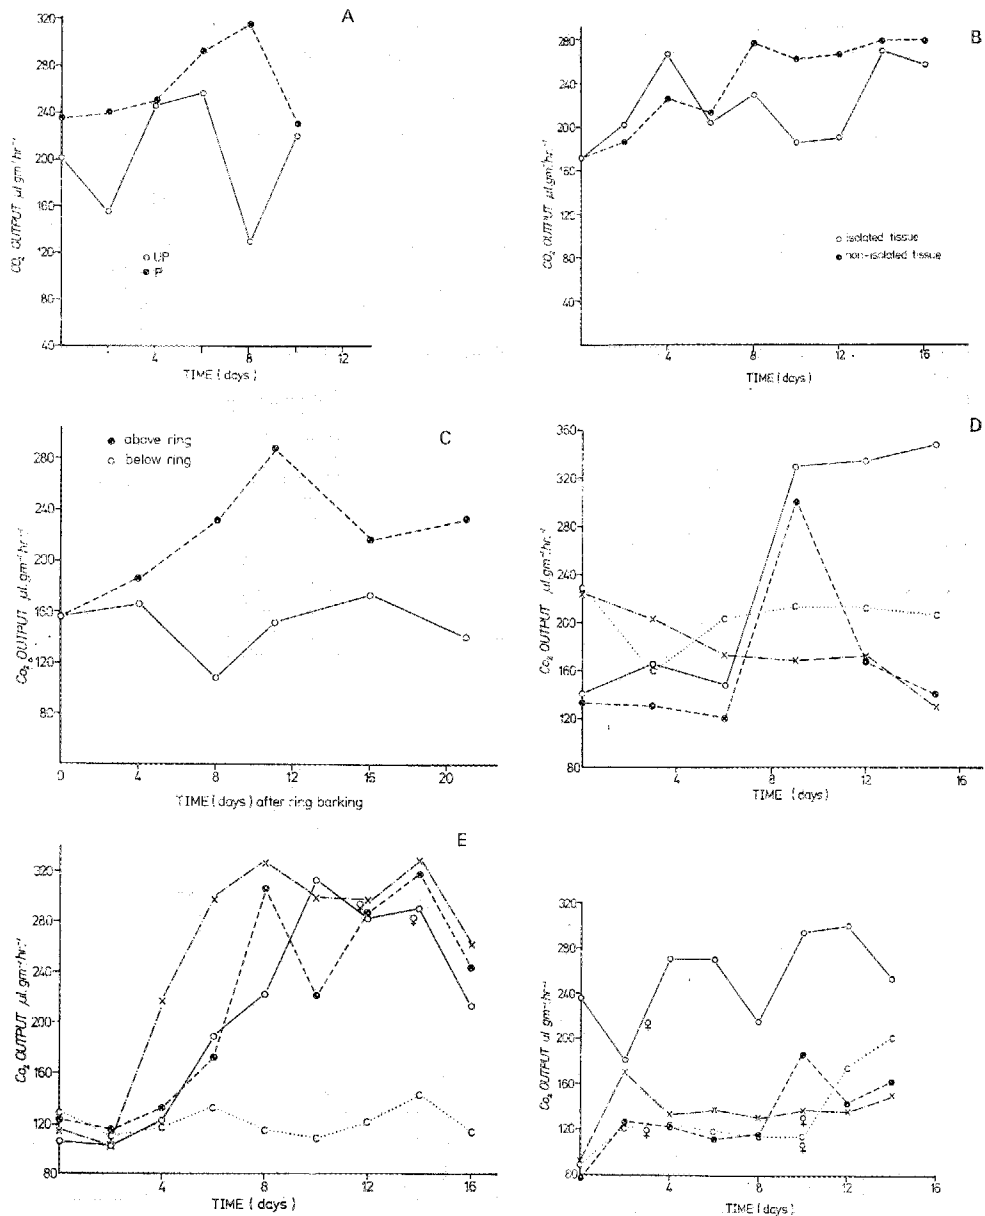 A
320
280
240
200
160
120
80
40
CO₂ OUTPUT µl.gm⁻¹hr⁻¹
○ UP
● P
4
8
12
TIME (days)
B
280
240
200
160
120
80
40
CO₂ OUTPUT µl.gm⁻¹hr⁻¹
○ isolated tissue
● non-isolated tissue
4
8
12
16
TIME (days)
C
● above ring
○ below ring
280
240
200
160
120
80
Co₂ OUTPUT µl.gm⁻¹hr⁻¹
0
4
8
12
16
20
TIME (days) after ring barking
D
360
320
280
240
200
160
120
80
Co₂ OUTPUT µl.gm⁻¹hr⁻¹
4
8
12
16
TIME (days)
E
320
280
240
200
160
120
80
Co₂ OUTPUT µl.gm⁻¹hr⁻¹
4
8
12
16
TIME (days)
320
280
240
200
160
120
80
Co₂ OUTPUT µl gm⁻¹hr⁻¹
4
8
12
16
TIME (days)